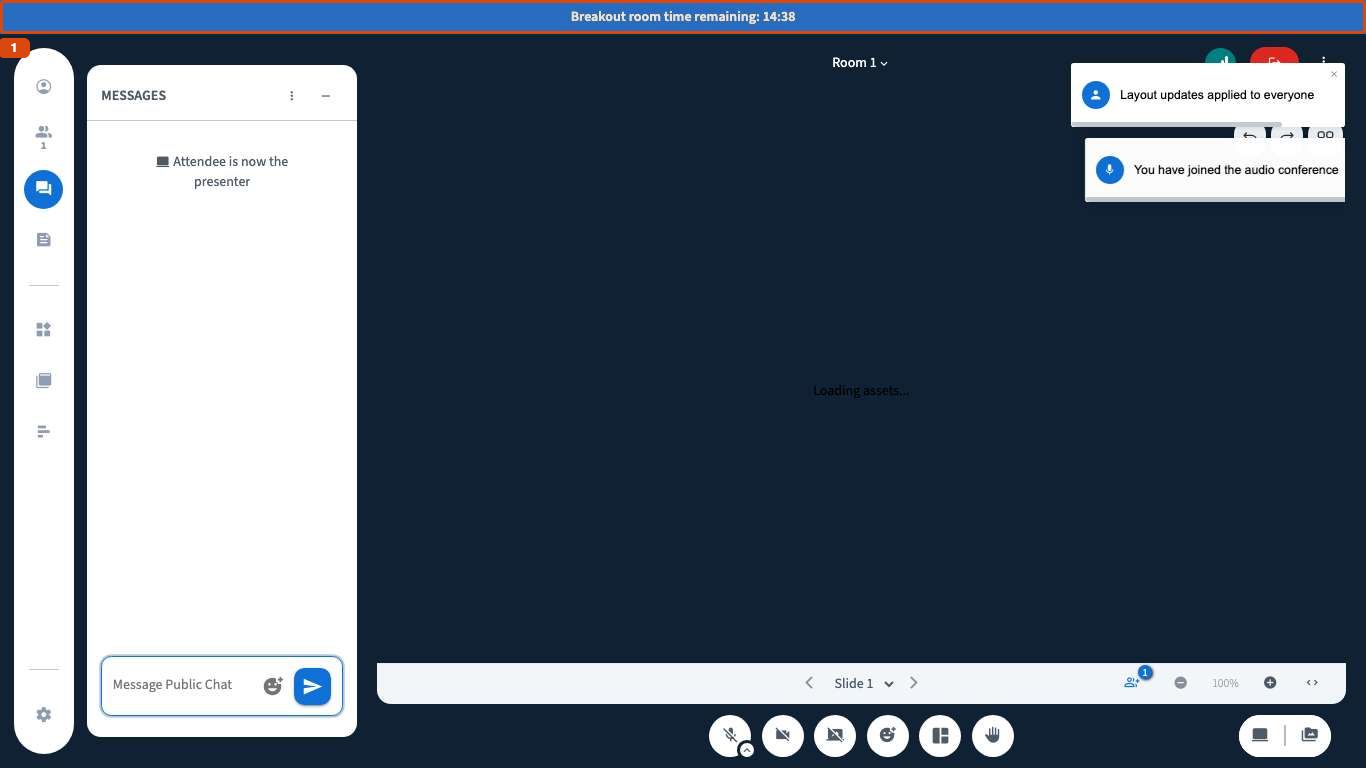 Breakout room time remaining: 14:38
1
Room 1
MESSAGES
Layout updates applied to everyone
1
Attendee is now the
presenter
You have joined the audio conference
Loading assets...
Message Public Chat
Slide 1
1
100%